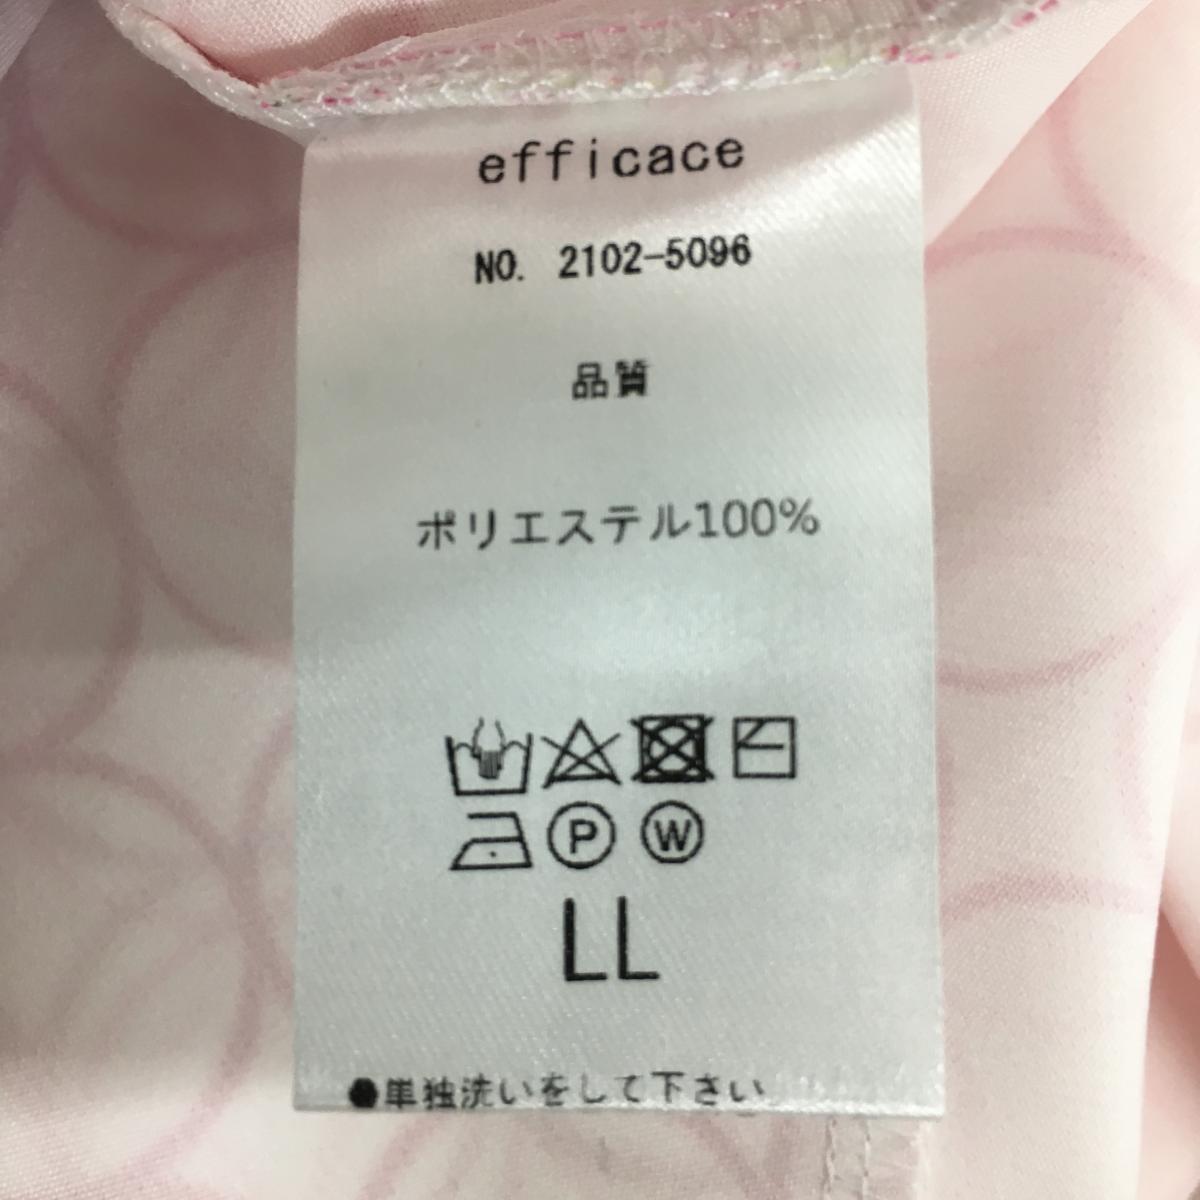 efficace
NO. 2102-5096
品質
ポリエステル100%
P W
LL
●単独洗いをして下さい